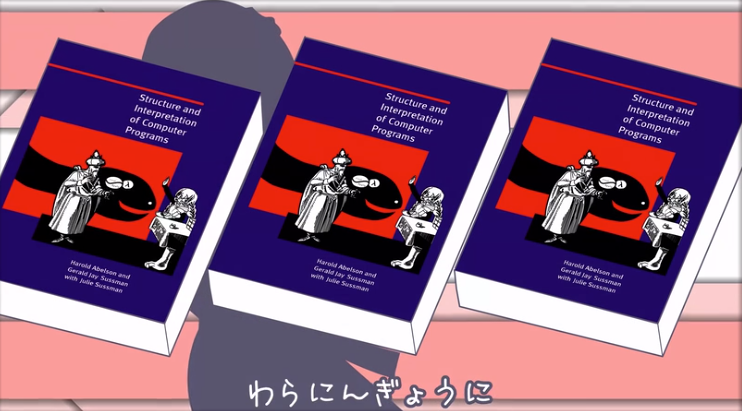 Structure and
Interpretation
of Computer
Programs
Harold Abelson and
Gerald Jay Sussman
with Julie Sussman
Structure and
Interpretation
of Computer
Programs
Harold Abelson and
Gerald Jay Sussman
with Julie Sussman
Structure and
Interpretation
of Computer
Programs
Harold Abelson and
Gerald Jay Sussman
with Julie Sussman
わらにんぎょうに